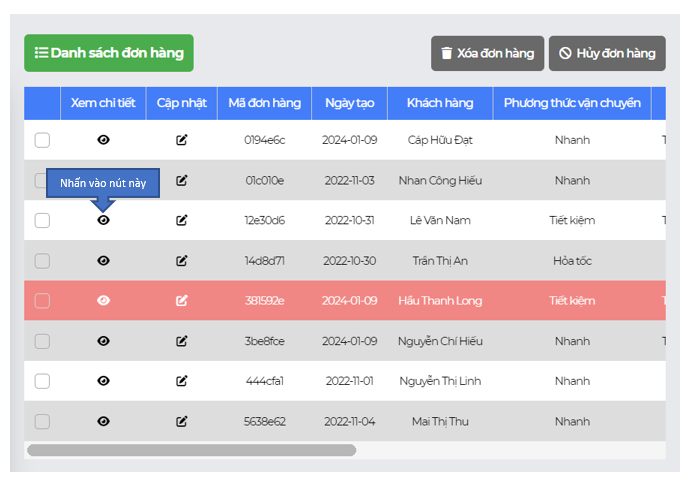 Danh sách đơn hàng
Xóa đơn hàng Hủy đơn hàng
Xem chi tiết Cập nhật Mã đơn hàng Ngày tạo Khách hàng Phương thức vận chuyển
0194e6c 2024-01-09 Cáp Hữu Đạt Nhanh
01c010e 2022-11-03 Nhan Công Hiếu Nhanh
Nhấn vào nút này
12e30d6 2022-10-31 Lê Văn Nam Tiết kiệm
14d8d71 2022-10-30 Trần Thị An Hỏa tốc
381592e 2024-01-09 Hầu Thanh Long Tiết kiệm
3be8fce 2024-01-09 Nguyễn Chí Hiếu Nhanh
444cfa1 2022-11-01 Nguyễn Thị Linh Nhanh
5638e62 2022-11-04 Mai Thị Thu Nhanh